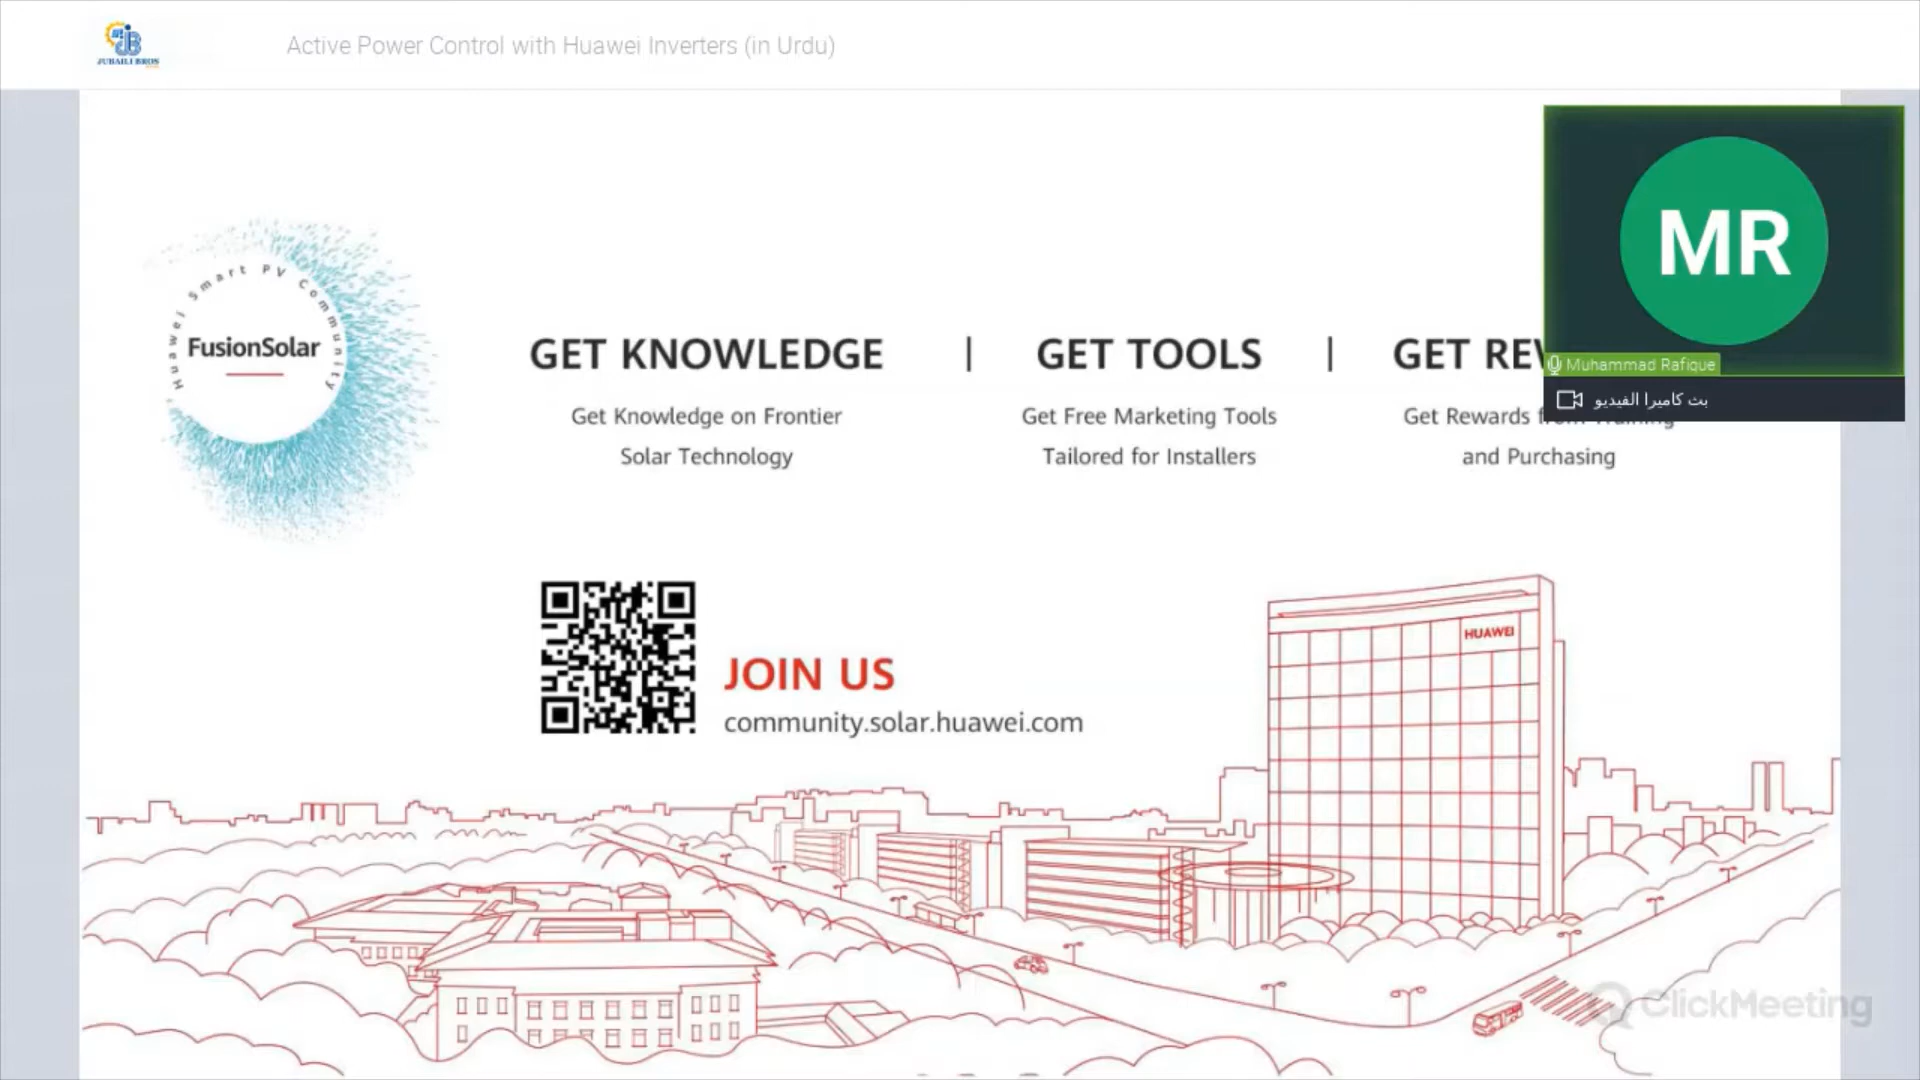 JUBAILI BROS
Active Power Control with Huawei Inverters (in Urdu)
MR
Muhammad Rafique
بث كاميرا الفيديو
Huawei Smart PV Community
FusionSolar
GET KNOWLEDGE | GET TOOLS | GET
Get Knowledge on Frontier
Solar Technology
Get Free Marketing Tools
Tailored for Installers
Get Rewards from Training
and Purchasing
JOIN US
community.solar.huawei.com
HUAWEI
ClickMeeting